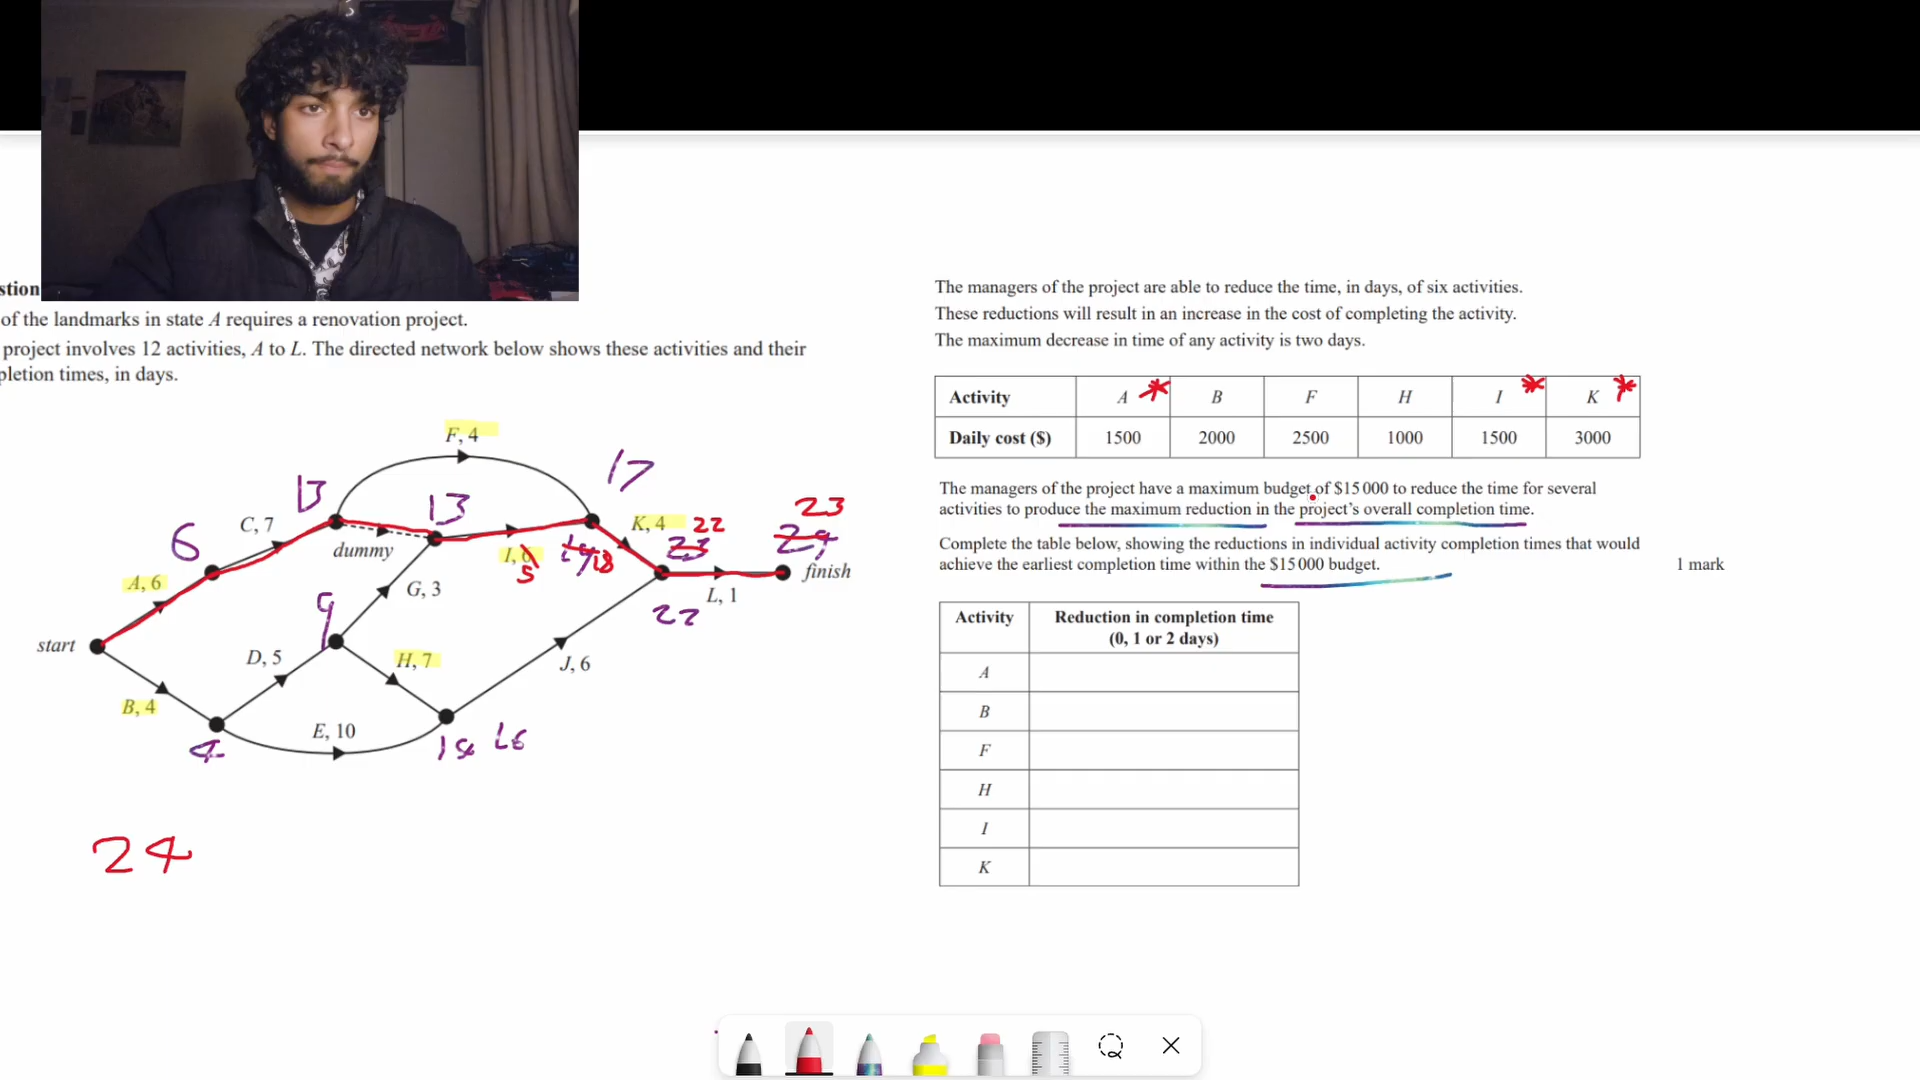 stion
of the landmarks in state A requires a renovation project.
project involves 12 activities, A to L. The directed network below shows these activities and their
pletion times, in days.
F, 4
17
13
13
C, 7
6
K, 4
22
23
23
24
dummy
I, 6
5
19
18
finish
A, 6
G, 3
L, 1
22
9
start
D, 5
H, 7
J, 6
B, 4
E, 10
4
14 16
24
The managers of the project are able to reduce the time, in days, of six activities.
These reductions will result in an increase in the cost of completing the activity.
The maximum decrease in time of any activity is two days.
Activity A * B F H I * K *
Daily cost ($) 1500 2000 2500 1000 1500 3000
The managers of the project have a maximum budget of $15 000 to reduce the time for several
activities to produce the maximum reduction in the project's overall completion time.
Complete the table below, showing the reductions in individual activity completion times that would
achieve the earliest completion time within the $15 000 budget.
1 mark
Activity Reduction in completion time
(0, 1 or 2 days)
A
B
F
H
I
K